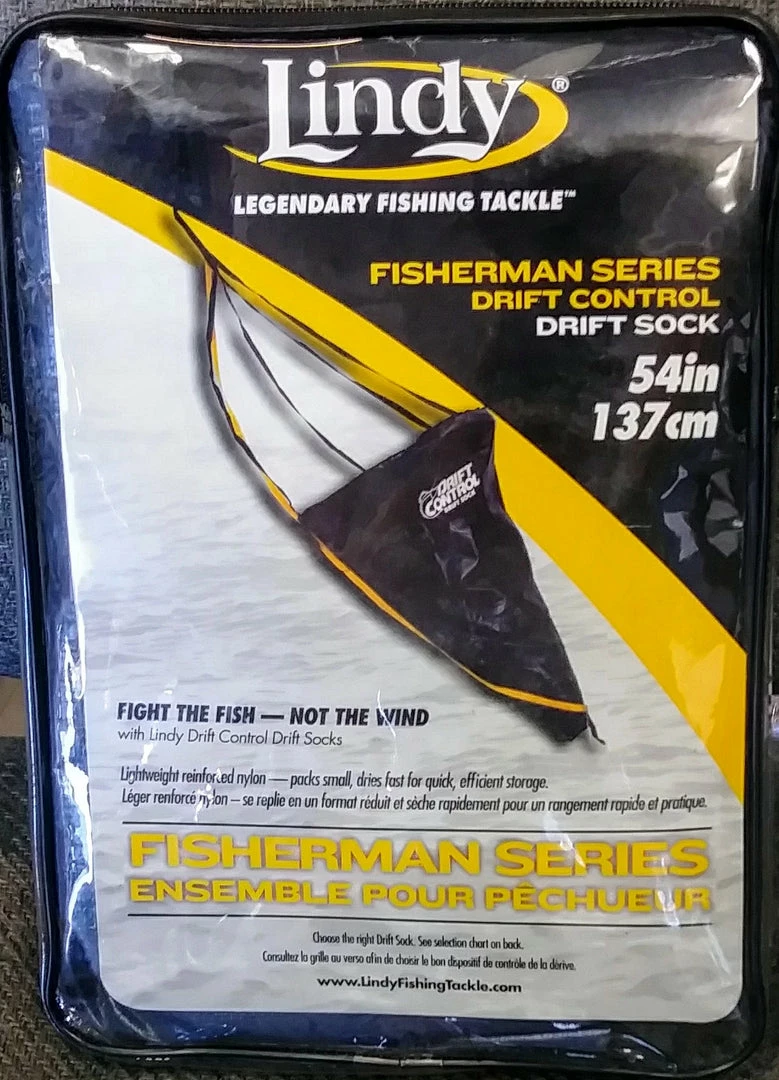 Lindy®
LEGENDARY FISHING TACKLE™
FISHERMAN SERIES
DRIFT CONTROL
DRIFT SOCK
54in
137cm
DRIFT
CONTROL
DRIFT SOCK
FIGHT THE FISH — NOT THE WIND
with Lindy Drift Control Drift Socks
Lightweight reinforced nylon — packs small, dries fast for quick, efficient storage.
Léger renforcé nylon – se replie en un format réduit et sèche rapidement pour un rangement rapide et pratique.
FISHERMAN SERIES
ENSEMBLE POUR PÊCHUEUR
Choose the right Drift Sock. See selection chart on back.
Consultez la grille au verso afin de choisir le bon dispositif de contrôle de la dérive.
www.LindyFishingTackle.com